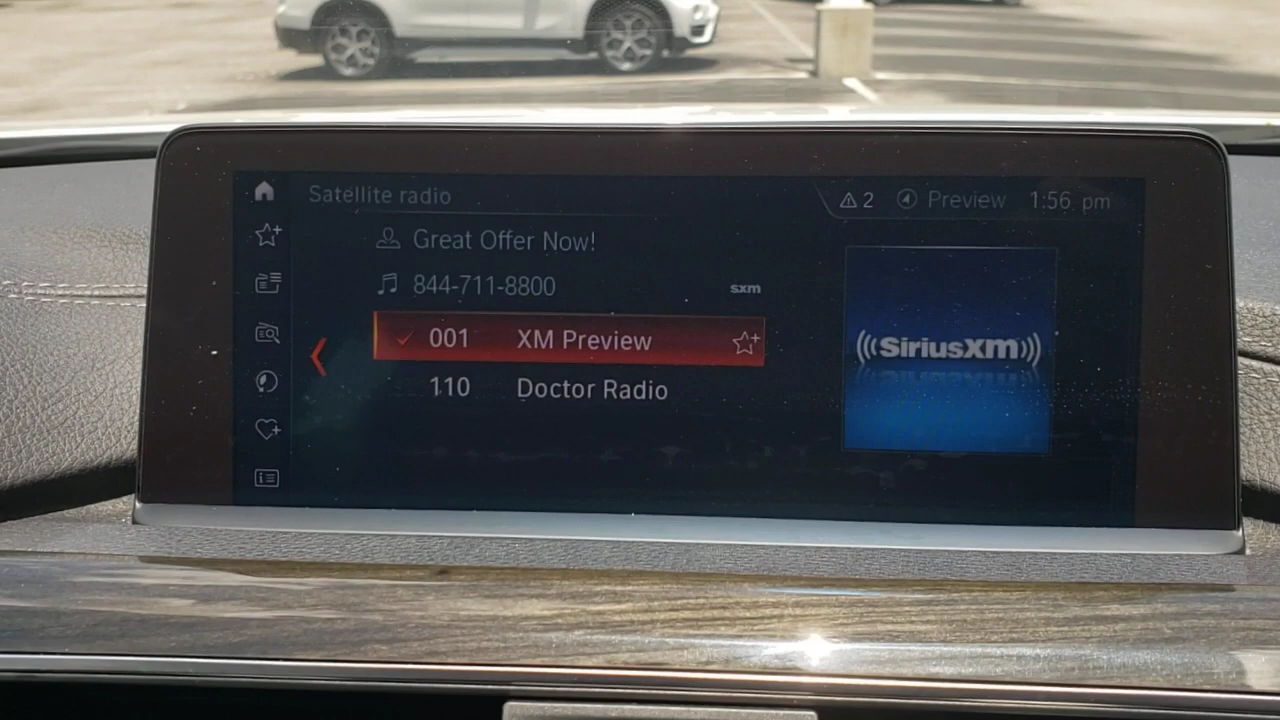 Satellite radio
2 Preview 1:56 pm
Great Offer Now!
844-711-8800 sxm
001 XM Preview
110 Doctor Radio
((SiriusXM))